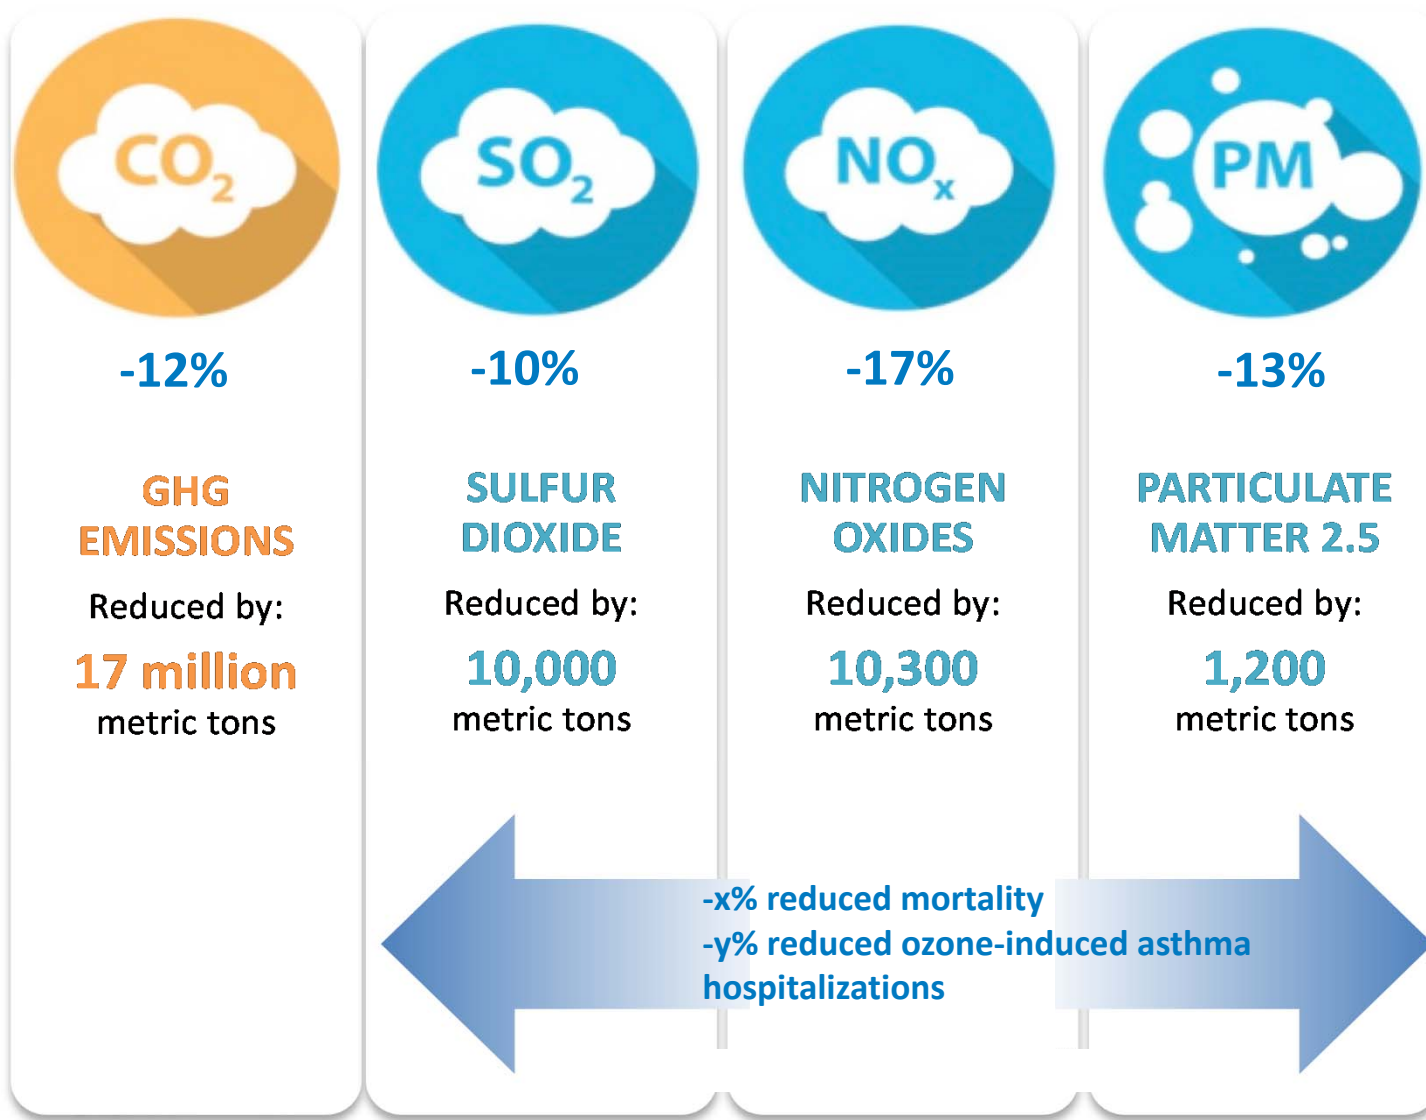 CO2
-12%
GHG
EMISSIONS
Reduced by:
17 million
metric tons
SO2
-10%
SULFUR
DIOXIDE
Reduced by:
10,000
metric tons
NOx
-17%
NITROGEN
OXIDES
Reduced by:
10,300
metric tons
PM
-13%
PARTICULATE
MATTER 2.5
Reduced by:
1,200
metric tons
-x% reduced mortality
-y% reduced ozone-induced asthma
hospitalizations